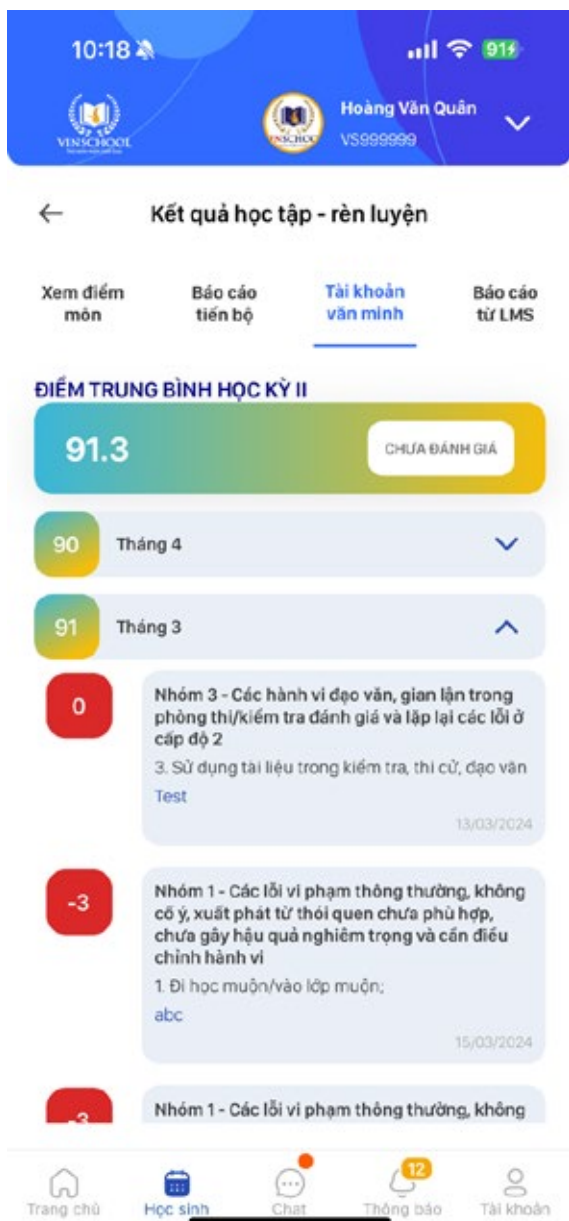 10:18
91
VINSCHOOL
VINSCHOOL
Hoàng Văn Quân
VS999999
Kết quả học tập - rèn luyện
Xem điểm môn
Báo cáo tiến bộ
Tài khoản văn minh
Báo cáo từ LMS
ĐIỂM TRUNG BÌNH HỌC KỲ II
91.3
CHƯA ĐÁNH GIÁ
90
Tháng 4
91
Tháng 3
0
Nhóm 3 - Các hành vi đạo văn, gian lận trong
phòng thi/kiểm tra đánh giá và lặp lại các lỗi ở
cấp độ 2
3. Sử dụng tài liệu trong kiểm tra, thi cử, đạo văn
Test
13/03/2024
-3
Nhóm 1 - Các lỗi vi phạm thông thường, không
cố ý, xuất phát từ thói quen chưa phù hợp,
chưa gây hậu quả nghiêm trọng và cần điều
chỉnh hành vi
1. Đi học muộn/vào lớp muộn;
abc
15/03/2024
-3
Nhóm 1 - Các lỗi vi phạm thông thường, không
12
Trang chủ
Học sinh
Chat
Thông báo
Tài khoản